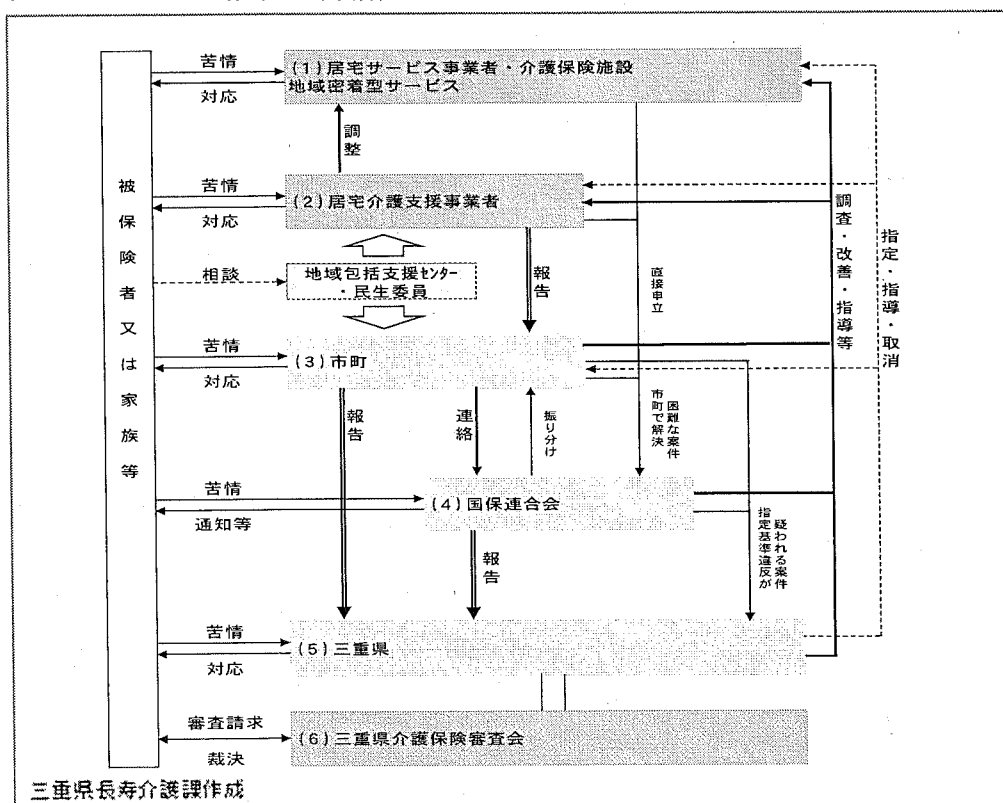 被保険者又は家族等
苦情
対応
(1)居宅サービス事業者・介護保険施設
地域密着型サービス
調整
苦情
対応
(2)居宅介護支援事業者
相談
地域包括支援センター
・民生委員
報告
直接申立
調査・改善・指導等
指定・指導・取消
苦情
対応
(3)市町
報告
連絡
振り分け
市町で解決
困難な案件
苦情
通知等
(4)国保連合会
報告
指定基準違反が
疑われる案件
苦情
対応
(5)三重県
審査請求
裁決
(6)三重県介護保険審査会
三重県長寿介護課作成